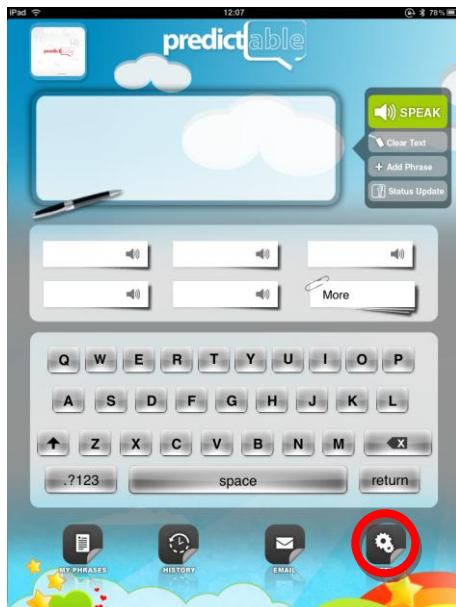 iPad 12:07 78%
predictable
predictable
SPEAK
Clear Text
+ Add Phrase
Status Update
More
Q W E R T Y U I O P
A S D F G H J K L
Z X C V B N M
.?123 space return
MY PHRASES HISTORY EMAIL